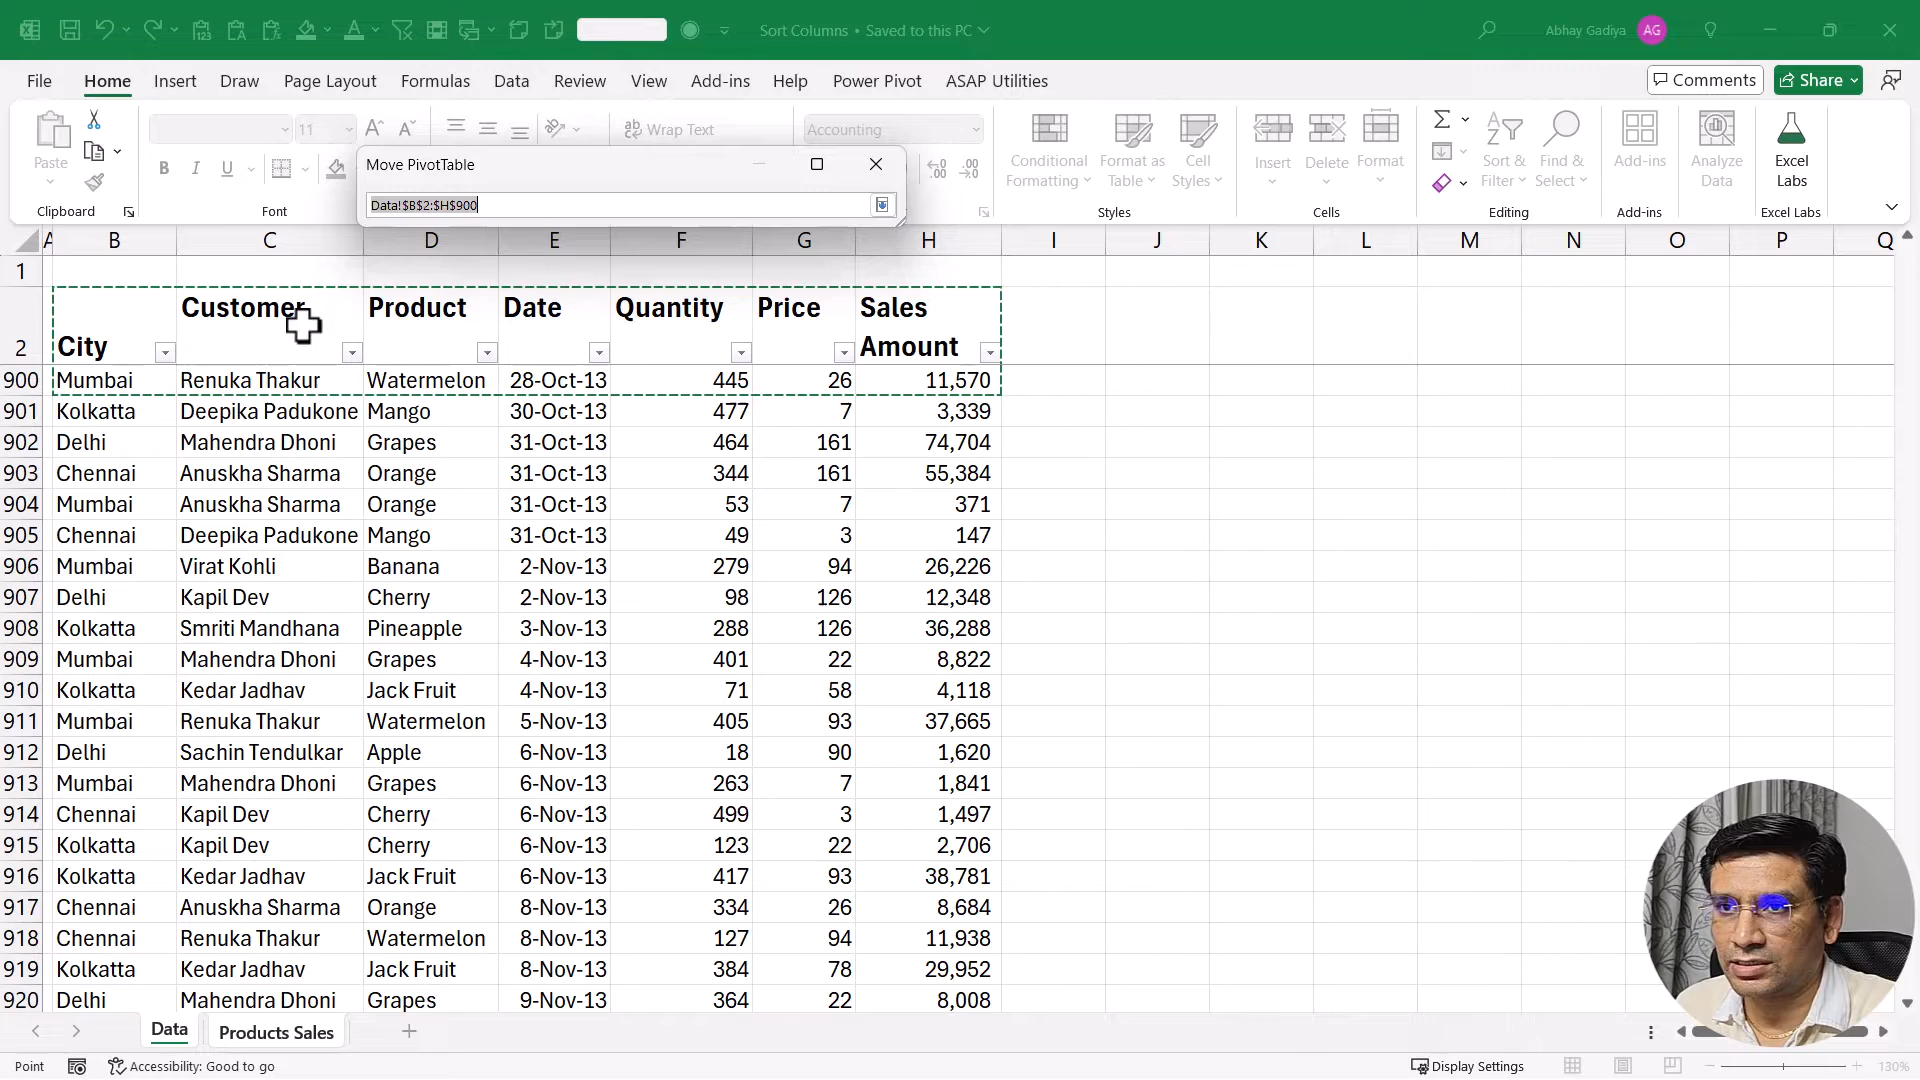 Sort Columns • Saved to this PC
Abhay Gadiya AG
File Home Insert Draw Page Layout Formulas Data Review View Add-ins Help Power Pivot ASAP Utilities
Comments Share
Paste
Clipboard
11
Font
Wrap Text
Accounting
Conditional Formatting
Format as Table
Cell Styles
Styles
Insert Delete Format
Cells
Sort & Filter
Find & Select
Editing
Add-ins
Add-ins
Analyze Data
Excel Labs
Excel Labs
Move PivotTable
Data!$B$2:$H$900
A B C D E F G H I J K L M N O P Q
1
2 City Customer Product Date Quantity Price Sales Amount
900 Mumbai Renuka Thakur Watermelon 28-Oct-13 445 26 11,570
901 Kolkatta Deepika Padukone Mango 30-Oct-13 477 7 3,339
902 Delhi Mahendra Dhoni Grapes 31-Oct-13 464 161 74,704
903 Chennai Anuskha Sharma Orange 31-Oct-13 344 161 55,384
904 Mumbai Anuskha Sharma Orange 31-Oct-13 53 7 371
905 Chennai Deepika Padukone Mango 31-Oct-13 49 3 147
906 Mumbai Virat Kohli Banana 2-Nov-13 279 94 26,226
907 Delhi Kapil Dev Cherry 2-Nov-13 98 126 12,348
908 Kolkatta Smriti Mandhana Pineapple 3-Nov-13 288 126 36,288
909 Mumbai Mahendra Dhoni Grapes 4-Nov-13 401 22 8,822
910 Kolkatta Kedar Jadhav Jack Fruit 4-Nov-13 71 58 4,118
911 Mumbai Renuka Thakur Watermelon 5-Nov-13 405 93 37,665
912 Delhi Sachin Tendulkar Apple 6-Nov-13 18 90 1,620
913 Mumbai Mahendra Dhoni Grapes 6-Nov-13 263 7 1,841
914 Chennai Kapil Dev Cherry 6-Nov-13 499 3 1,497
915 Kolkatta Kapil Dev Cherry 6-Nov-13 123 22 2,706
916 Kolkatta Kedar Jadhav Jack Fruit 6-Nov-13 417 93 38,781
917 Chennai Anuskha Sharma Orange 8-Nov-13 334 26 8,684
918 Chennai Renuka Thakur Watermelon 8-Nov-13 127 94 11,938
919 Kolkatta Kedar Jadhav Jack Fruit 8-Nov-13 384 78 29,952
920 Delhi Mahendra Dhoni Grapes 9-Nov-13 364 22 8,008
Data Products Sales
Point Accessibility: Good to go Display Settings 130%